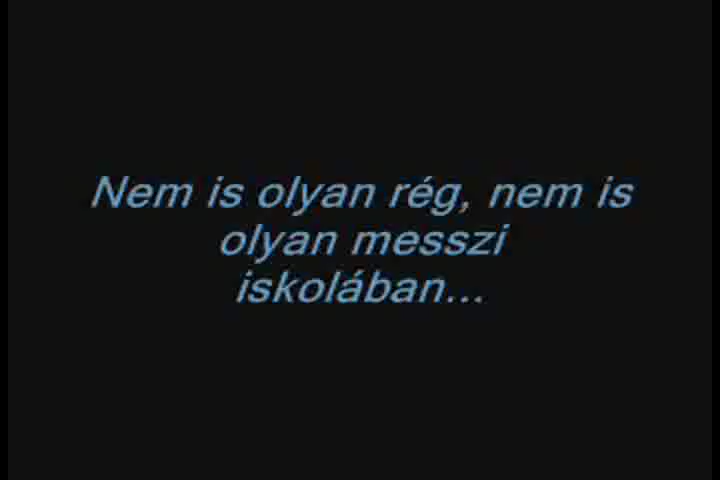 Nem is olyan rég, nem is
olyan messzi
iskolában...